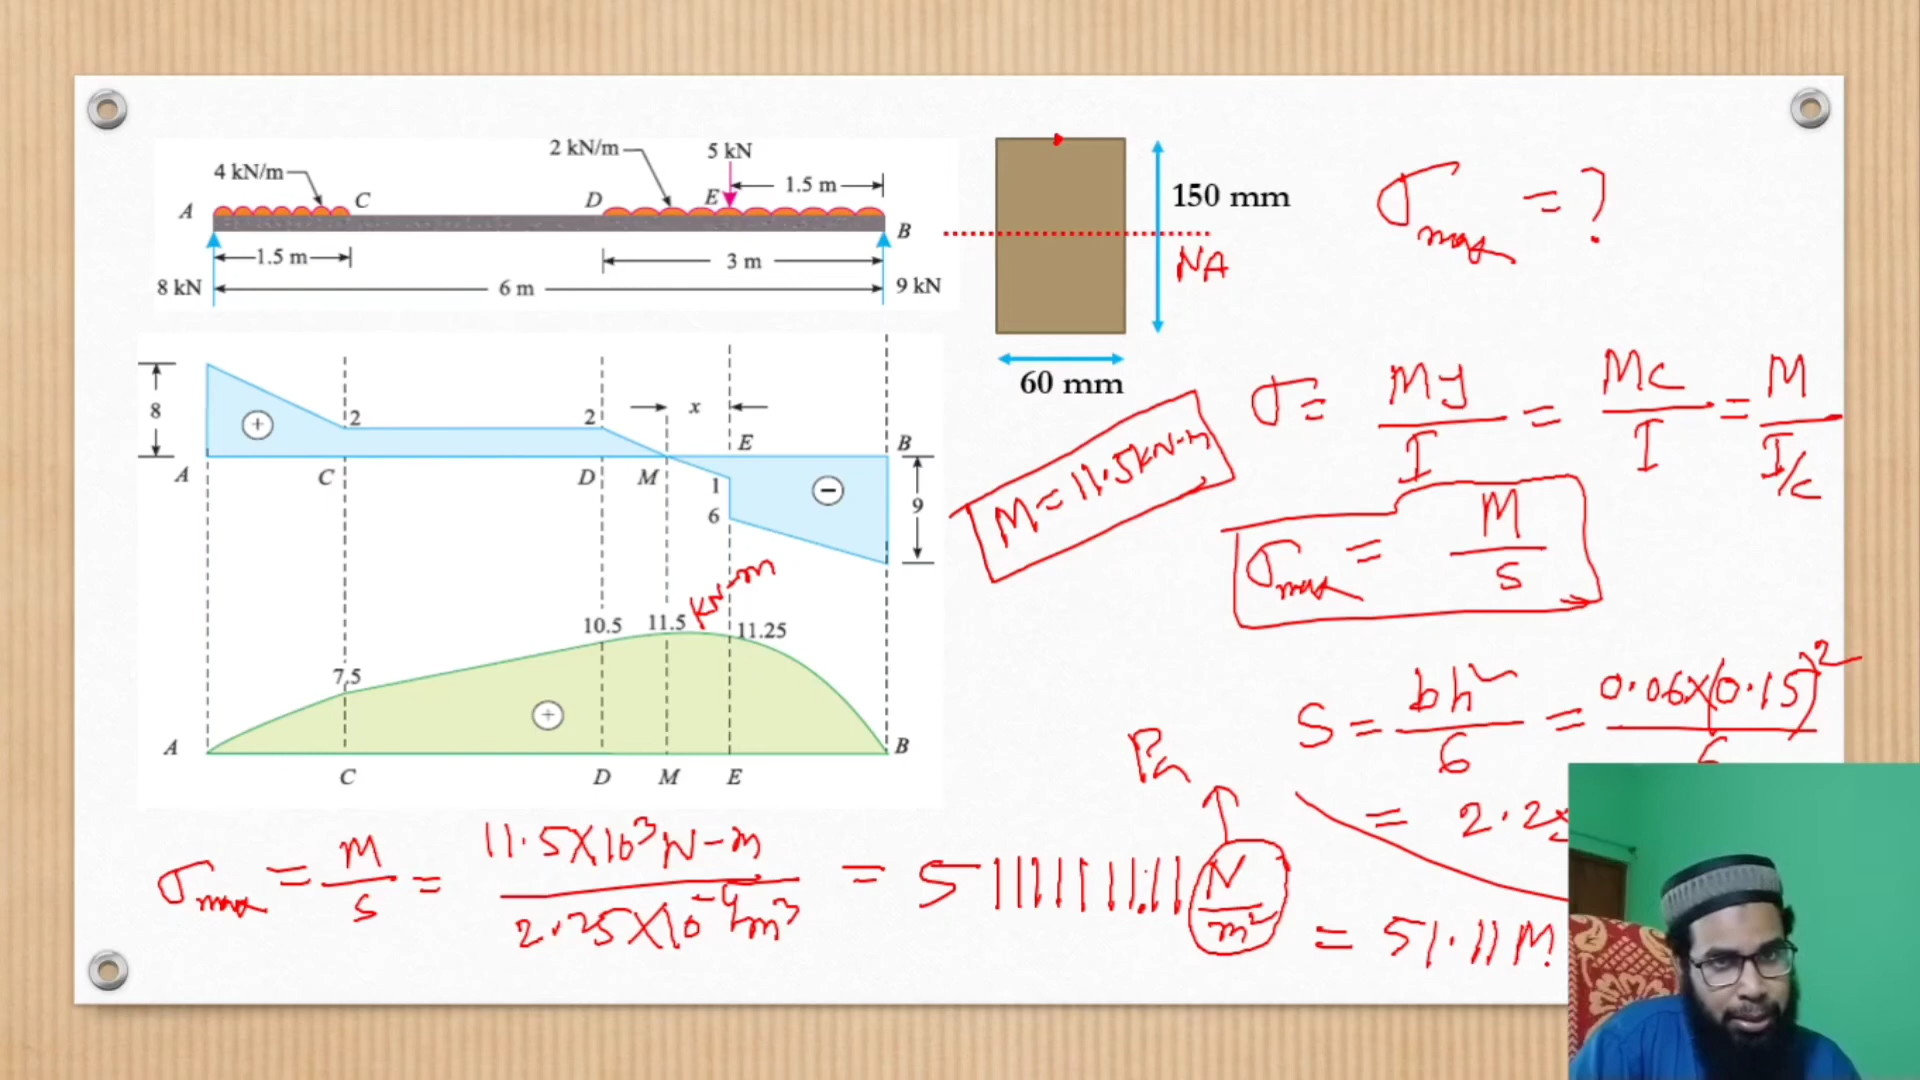 4 kN/m
2 kN/m
5 kN
1.5 m
A
C
D
E
B
1.5 m
3 m
8 kN
6 m
9 kN
150 mm
NA
60 mm
σmax = ?
8
+
2
2
x
E
B
A
C
D
M
1
6
−
9
M = 11.5 kN-m
σ = My/I = Mc/I = M/I/c
σmax = M/S
kN-m
7.5
10.5
11.5
11.25
+
A
B
C
D
M
E
S = bh²/6 = 0.06×(0.15)²/6
= 2.2
Pa
σmax = M/S = 11.5×10³ N-m / 2.25×10⁻⁴ m³ = 51111111.11 N/m²
= 51.11 M